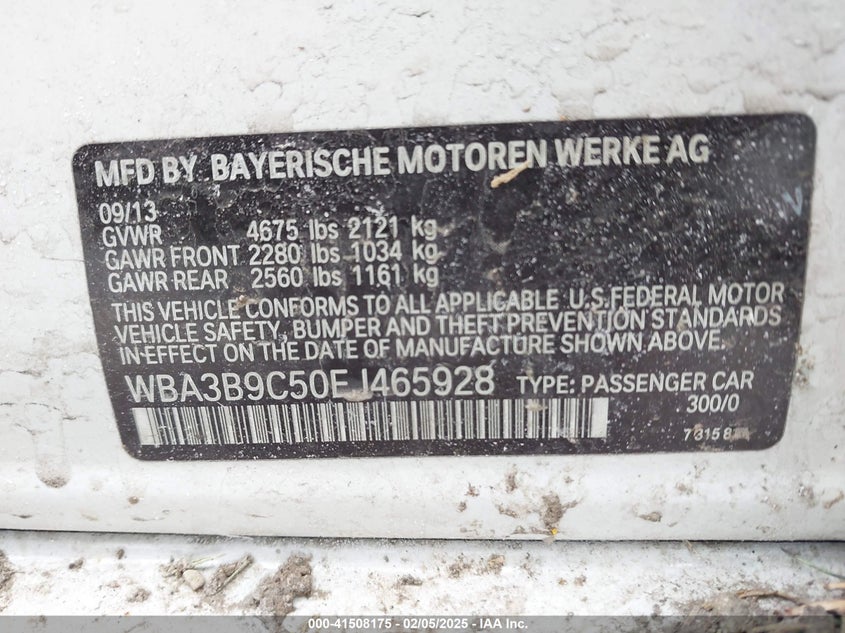 MFD BY BAYERISCHE MOTOREN WERKE AG
09/13
GVWR 4675 lbs 2121 kg
GAWR FRONT 2280 lbs 1034 kg
GAWR REAR 2560 lbs 1161 kg
THIS VEHICLE CONFORMS TO ALL APPLICABLE U.S. FEDERAL MOTOR
VEHICLE SAFETY, BUMPER AND THEFT PREVENTION STANDARDS
IN EFFECT ON THE DATE OF MANUFACTURE SHOWN ABOVE.
WBA3B9C50EJ465928 TYPE: PASSENGER CAR
300/0
000-41508175 - 02/05/2025 - IAA Inc.